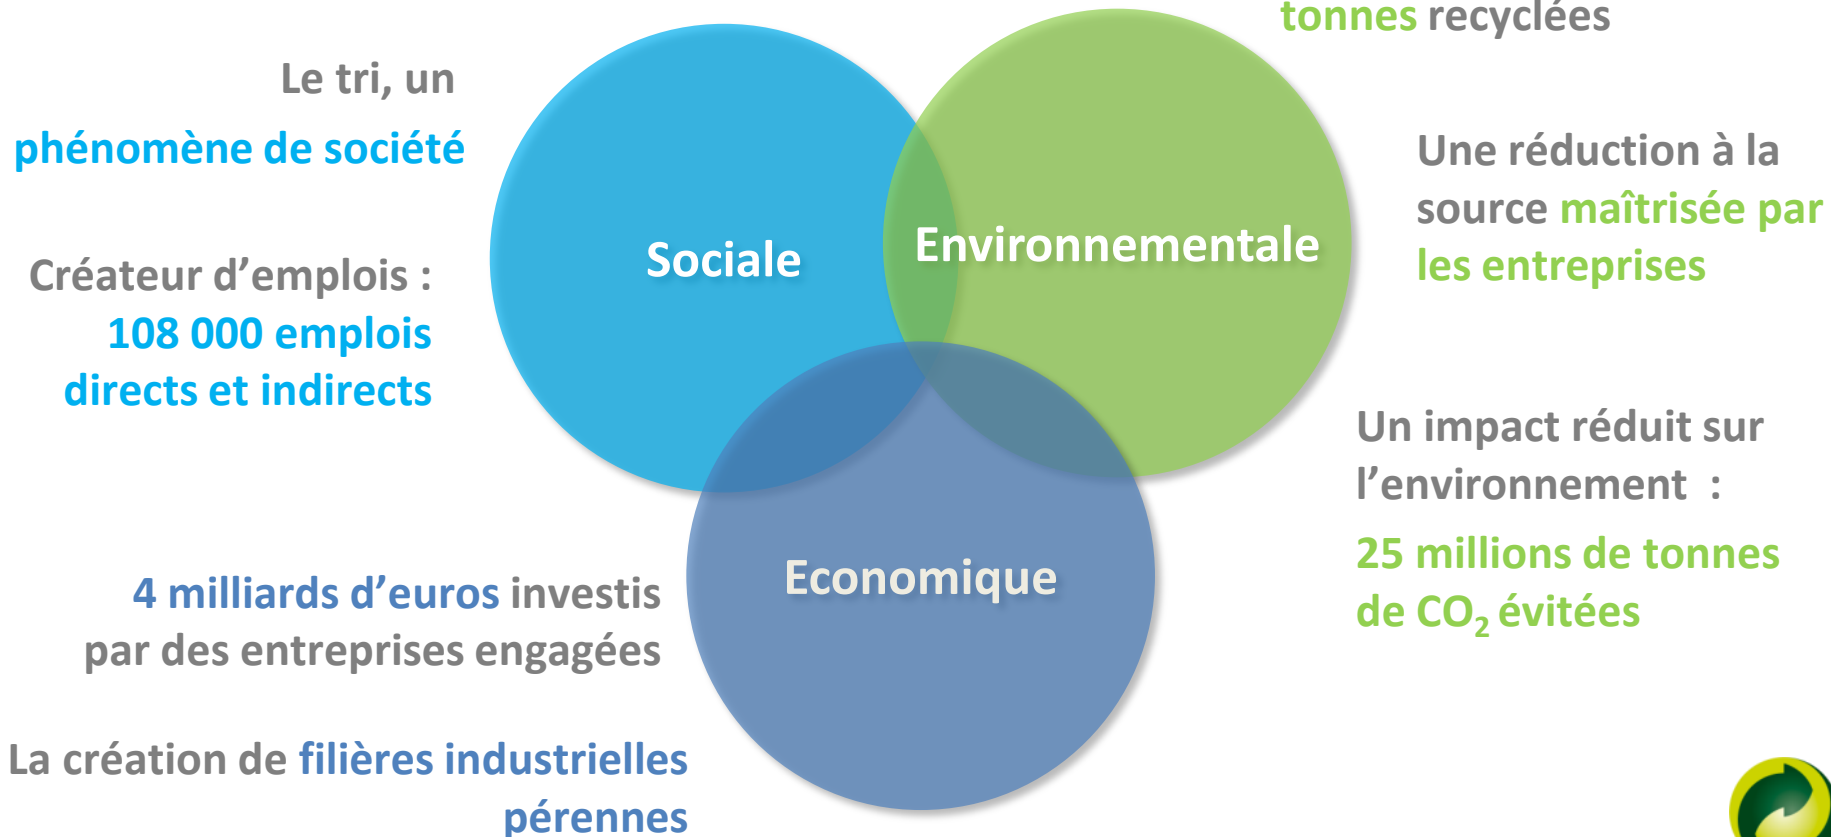 tonnes recyclées
Le tri, un
phénomène de société
Créateur d’emplois :
108 000 emplois
directs et indirects
Sociale
Environnementale
Une réduction à la
source maîtrisée par
les entreprises
Un impact réduit sur
l’environnement :
25 millions de tonnes
de CO₂ évitées
Economique
4 milliards d’euros investis
par des entreprises engagées
La création de filières industrielles
pérennes